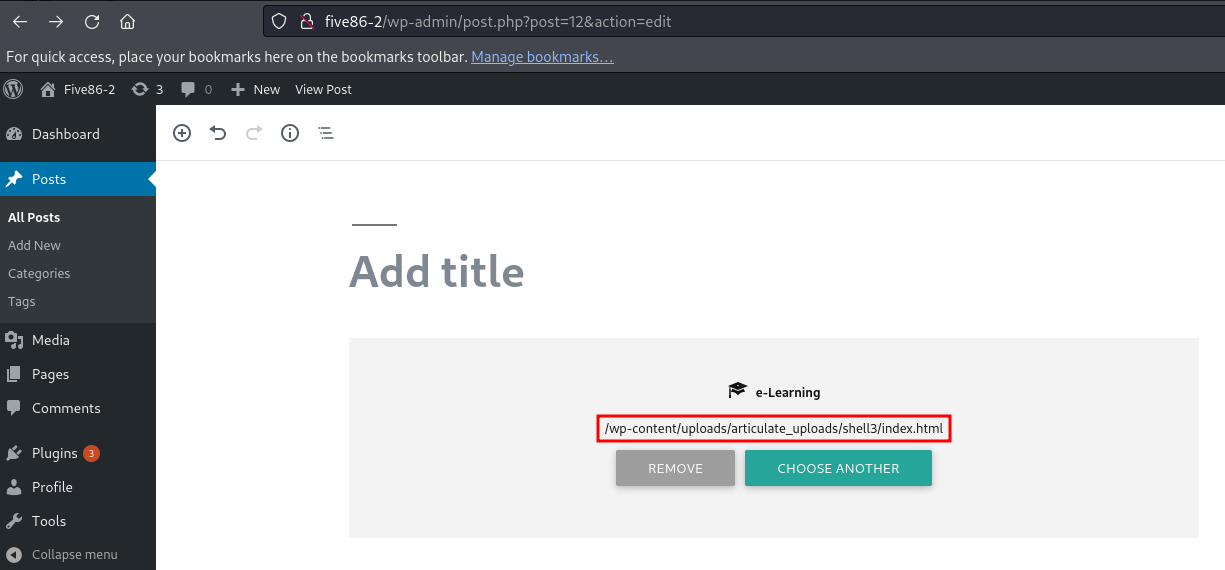 five86-2/wp-admin/post.php?post=12&action=edit
For quick access, place your bookmarks here on the bookmarks toolbar. Manage bookmarks...
Five86-2 3 0 New View Post
Dashboard
Posts
All Posts
Add New
Categories
Tags
Media
Pages
Comments
Plugins 3
Profile
Tools
Collapse menu
Add title
e-Learning
/wp-content/uploads/articulate_uploads/shell3/index.html
REMOVE CHOOSE ANOTHER